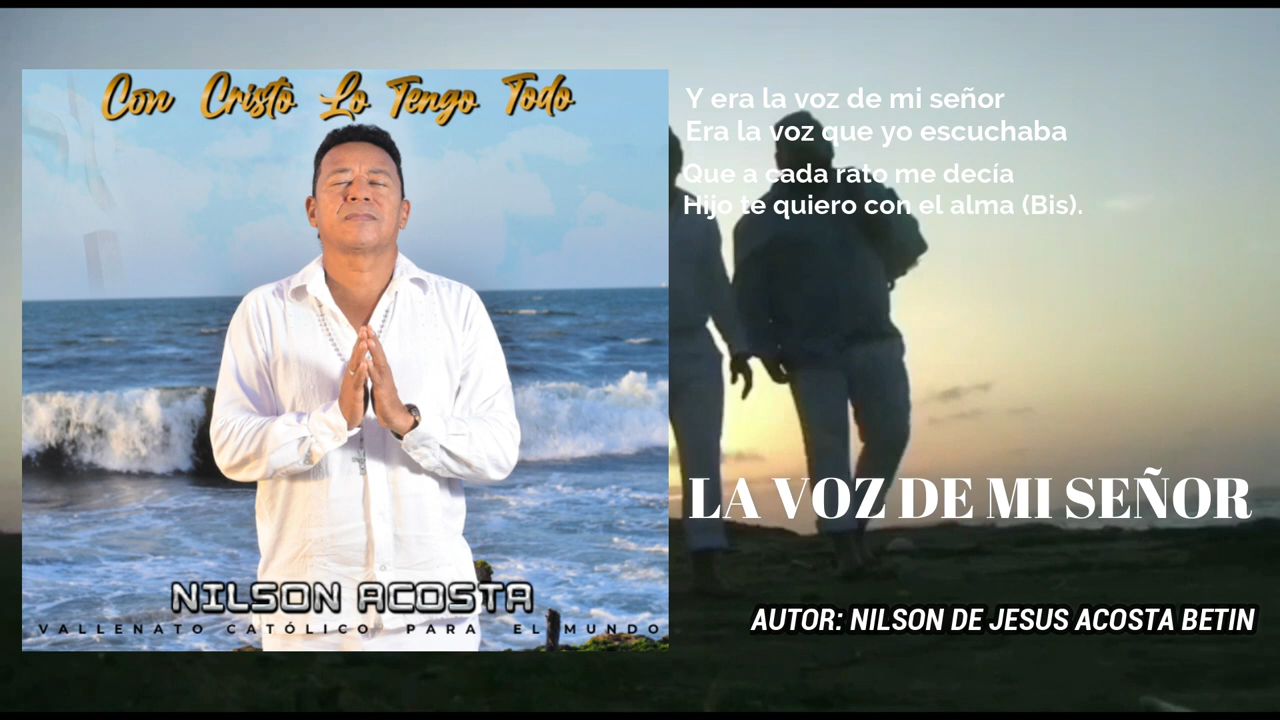 Con Cristo Lo Tengo Todo
NILSON ACOSTA
VALLENATO CATÓLICO PARA EL MUNDO
Y era la voz de mi señor
Era la voz que yo escuchaba
Que a cada rato me decía
Hijo te quiero con el alma (Bis).
LA VOZ DE MI SEÑOR
AUTOR: NILSON DE JESUS ACOSTA BETIN